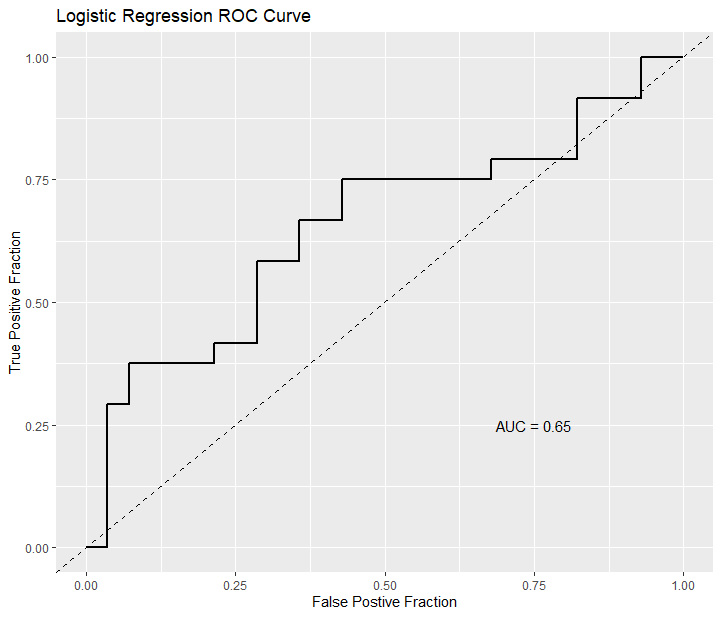 Logistic Regression ROC Curve
True Positive Fraction
1.00
0.75
0.50
0.25
0.00
AUC = 0.65
0.00 0.25 0.50 0.75 1.00
False Postive Fraction